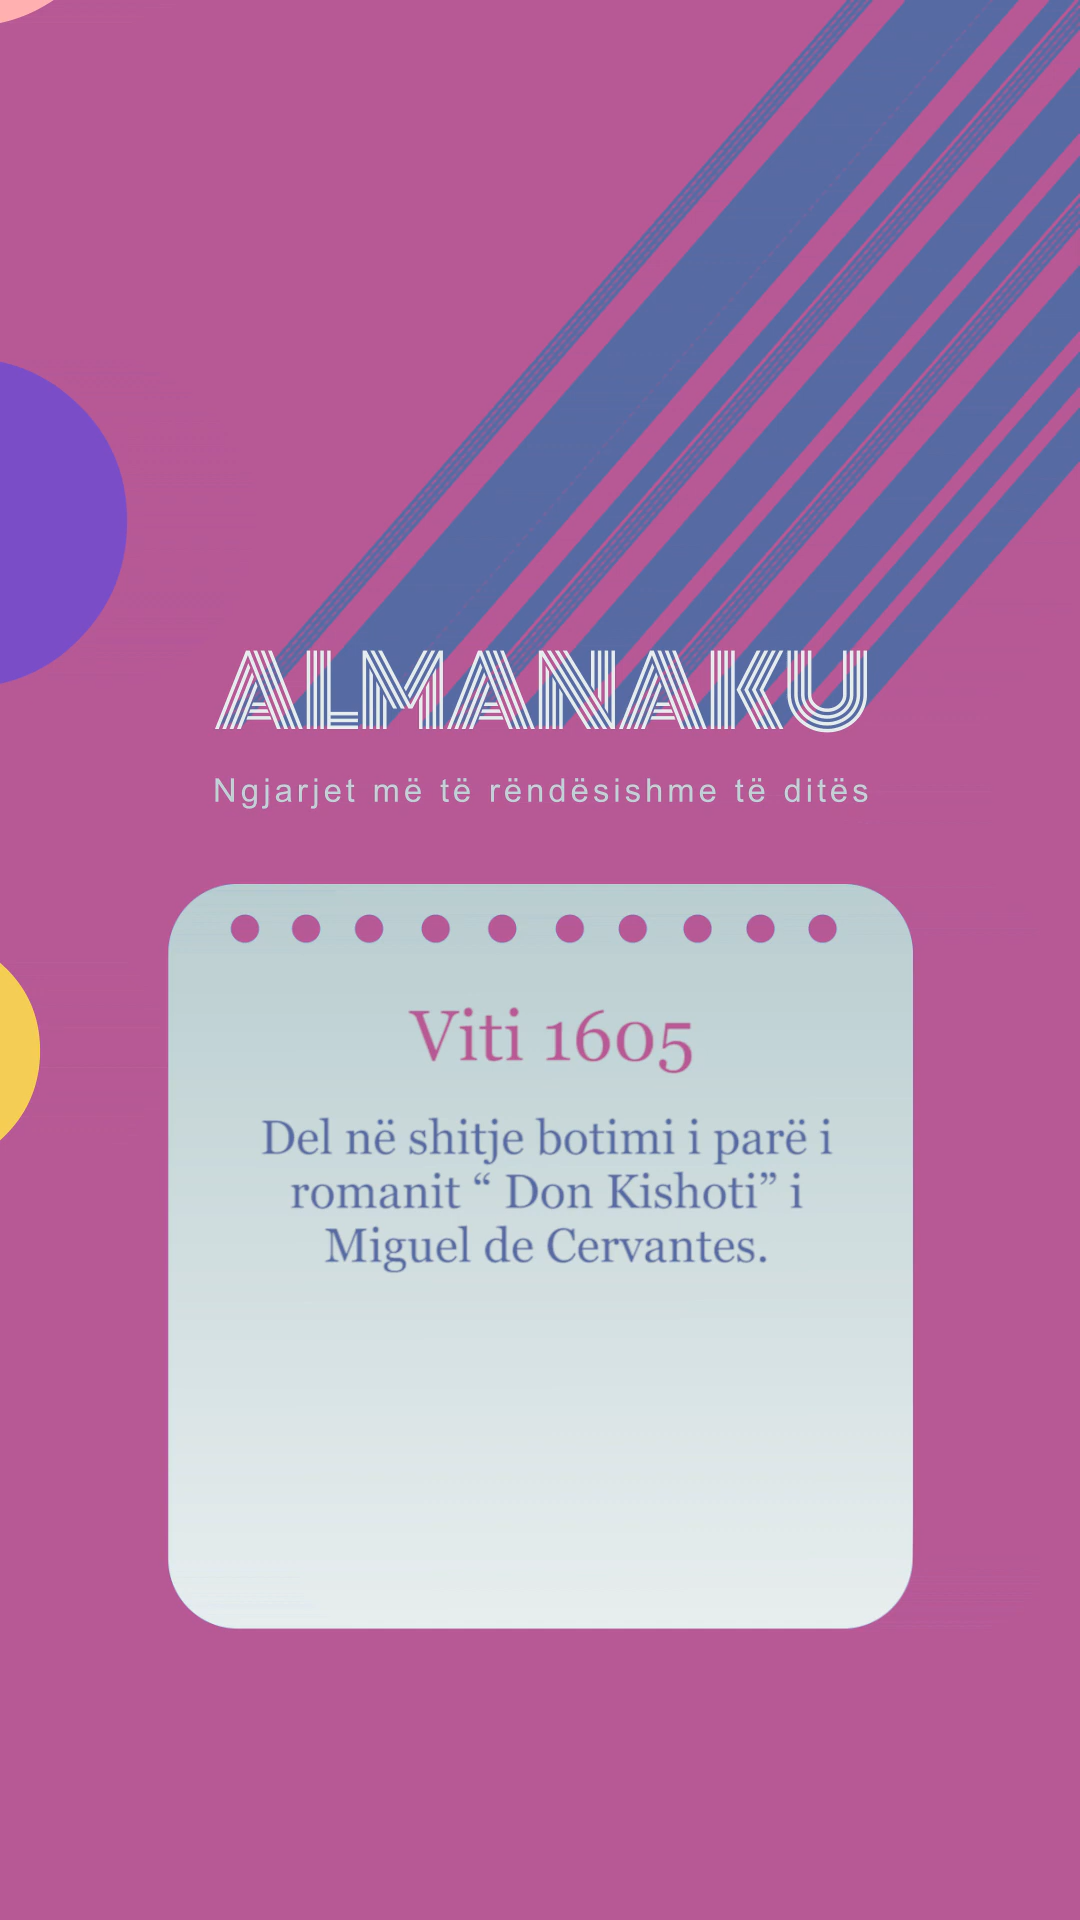 ALMANAKU
Ngjarjet më të rëndësishme të ditës
Viti 1605
Del në shitje botimi i parë i
romanit “ Don Kishoti” i
Miguel de Cervantes.